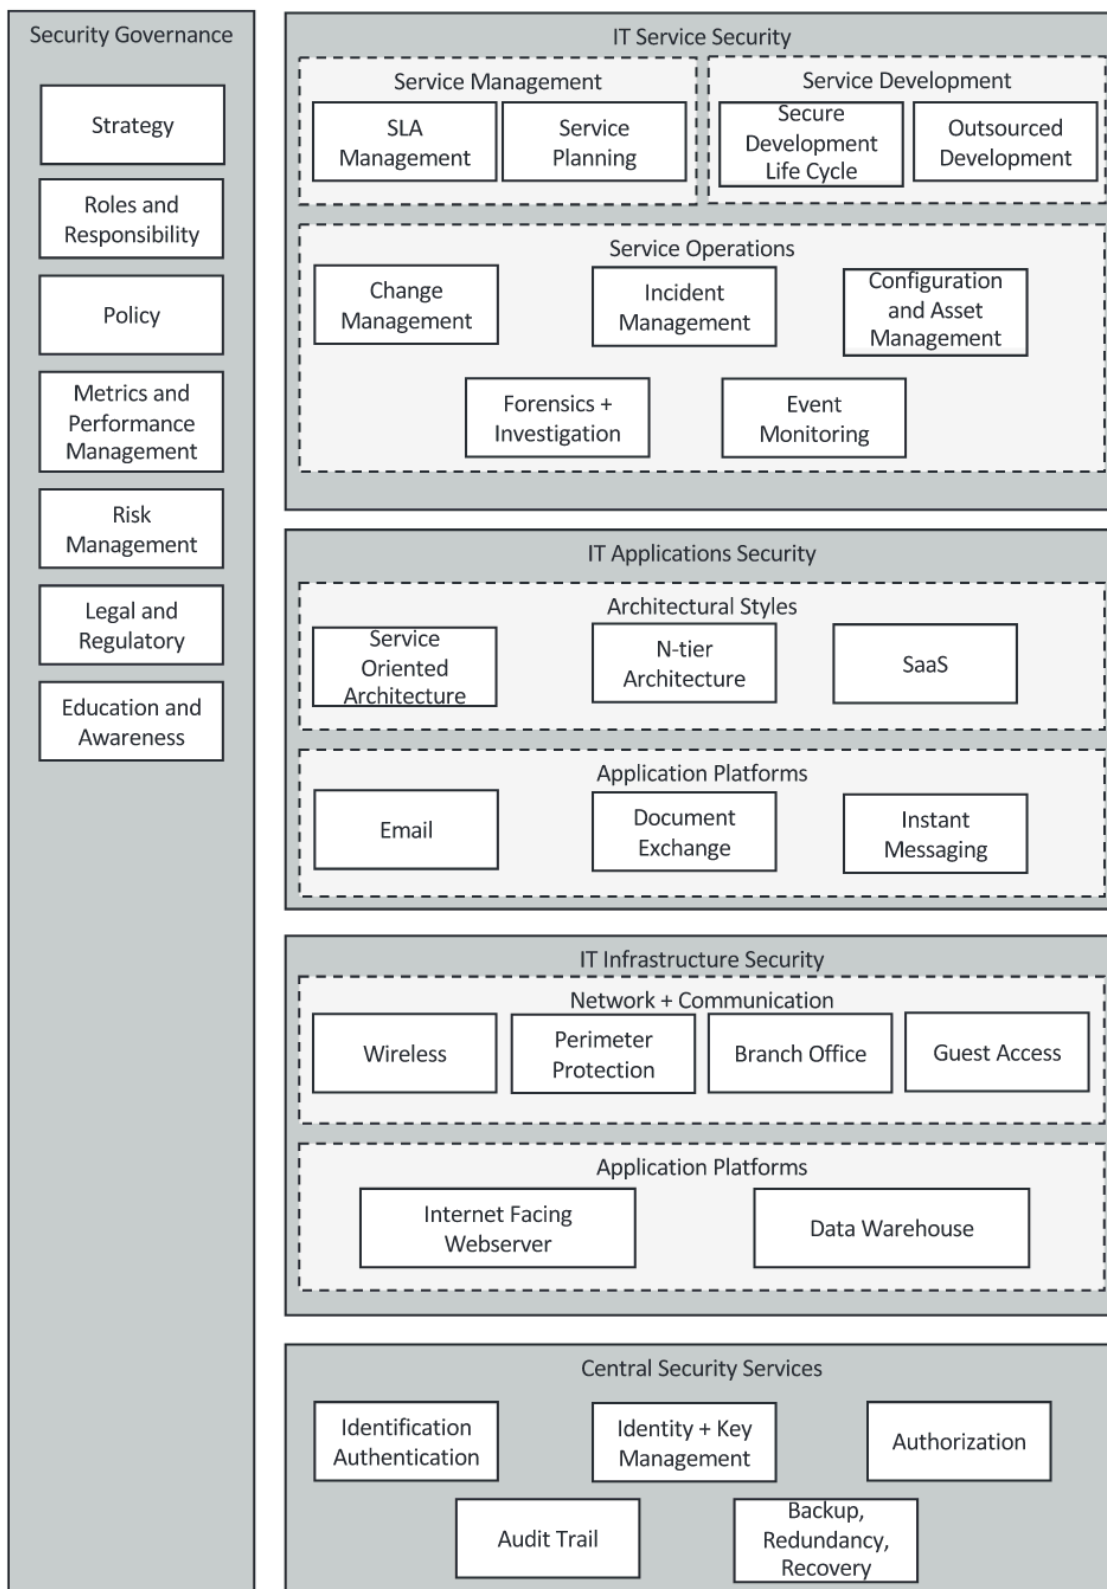 Security Governance
Strategy
Roles and
Responsibility
Policy
Metrics and
Performance
Management
Risk
Management
Legal and
Regulatory
Education and
Awareness
IT Service Security
Service Management
SLA
Management
Service
Planning
Service Development
Secure
Development
Life Cycle
Outsourced
Development
Service Operations
Change
Management
Incident
Management
Configuration
and Asset
Management
Forensics +
Investigation
Event
Monitoring
IT Applications Security
Architectural Styles
Service
Oriented
Architecture
N-tier
Architecture
SaaS
Application Platforms
Email
Document
Exchange
Instant
Messaging
IT Infrastructure Security
Network + Communication
Wireless
Perimeter
Protection
Branch Office
Guest Access
Application Platforms
Internet Facing
Webserver
Data Warehouse
Central Security Services
Identification
Authentication
Identity + Key
Management
Authorization
Audit Trail
Backup,
Redundancy,
Recovery